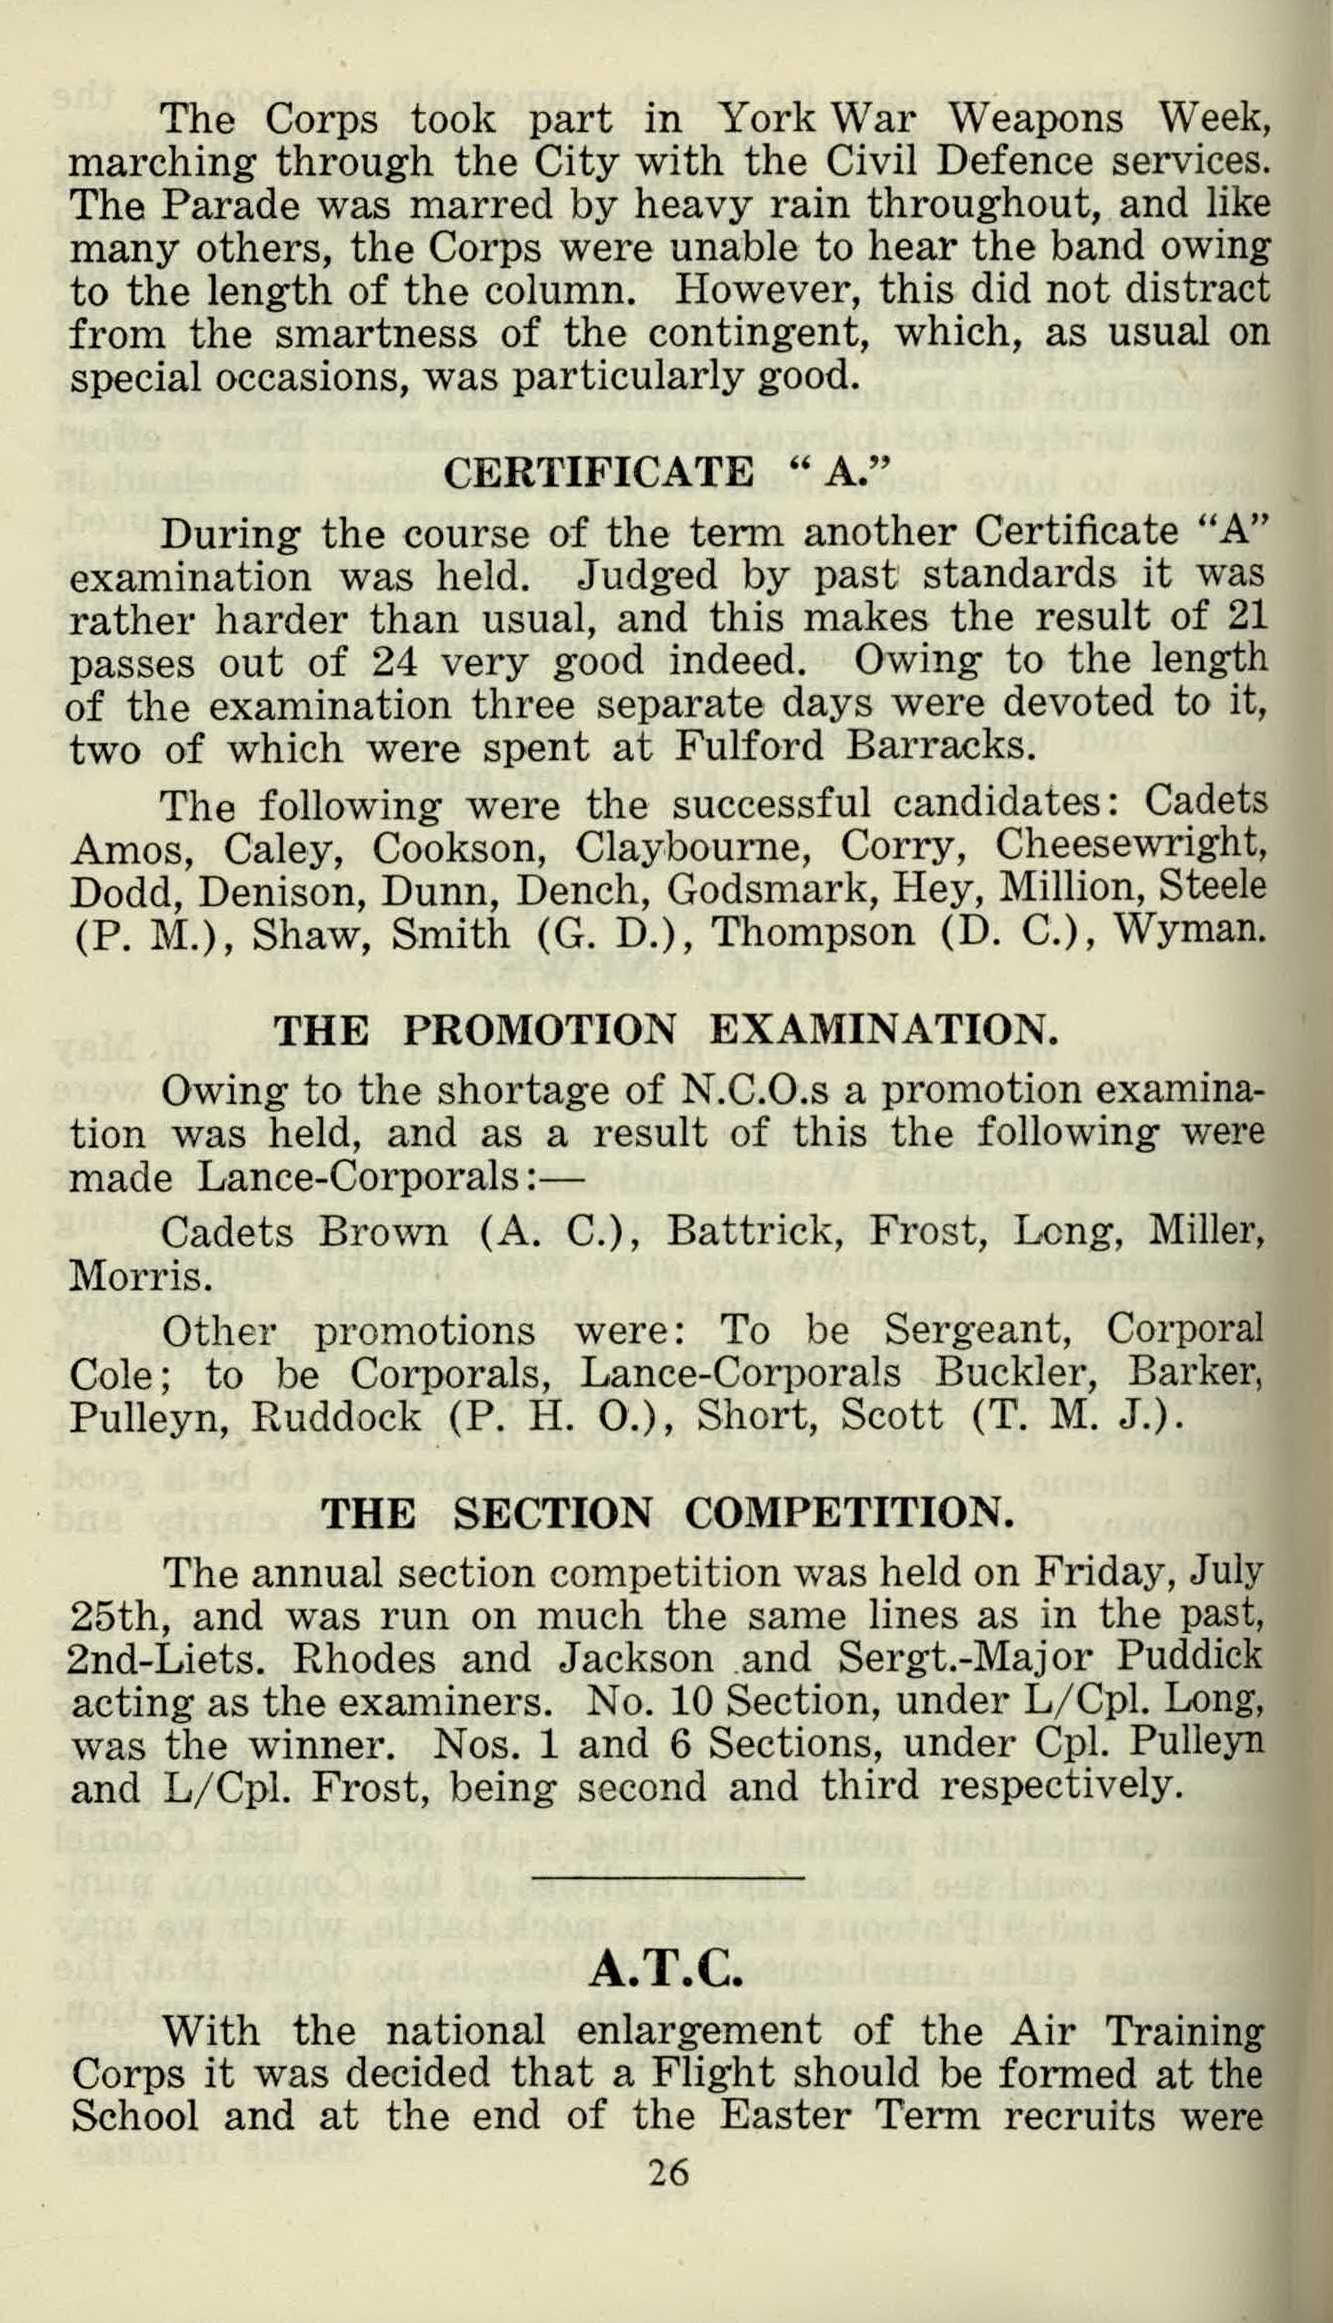 The Corps took part in York War Weapons Week,
marching through the City with the Civil Defence services.
The Parade was marred by heavy rain throughout, and like
many others, the Corps were unable to hear the band owing
to the length of the column. However, this did not distract
from the smartness of the contingent, which, as usual on
special occasions, was particularly good.
CERTIFICATE "A."
During the course of the term another Certificate "A"
examination was held. Judged by past standards it was
rather harder than usual, and this makes the result of 21
passes out of 24 very good indeed. Owing to the length
of the examination three separate days were devoted to it,
two of which were spent at Fulford Barracks.
The following were the successful candidates: Cadets
Amos, Caley, Cookson, Claybourne, Corry, Cheesewright,
Dodd, Denison, Dunn, Dench, Godsmark, Hey, Million, Steele
(P. M.), Shaw, Smith (G. D.), Thompson (D. C.), Wyman.
THE PROMOTION EXAMINATION.
Owing to the shortage of N.C.O.s a promotion examina-
tion was held, and as a result of this the following were
made Lance-Corporals:—
Cadets Brown (A. C.), Battrick, Frost, Long, Miller,
Morris.
Other promotions were: To be Sergeant, Corporal
Cole; to be Corporals, Lance-Corporals Buckler, Barker,
Pulleyn, Ruddock (P. H. O.), Short, Scott (T. M. J.).
THE SECTION COMPETITION.
The annual section competition was held on Friday, July
25th, and was run on much the same lines as in the past,
2nd-Liets. Rhodes and Jackson and Sergt.-Major Puddick
acting as the examiners. No. 10 Section, under L/Cpl. Long,
was the winner. Nos. 1 and 6 Sections, under Cpl. Pulleyn
and L/Cpl. Frost, being second and third respectively.
A.T.C.
With the national enlargement of the Air Training
Corps it was decided that a Flight should be formed at the
School and at the end of the Easter Term recruits were
26